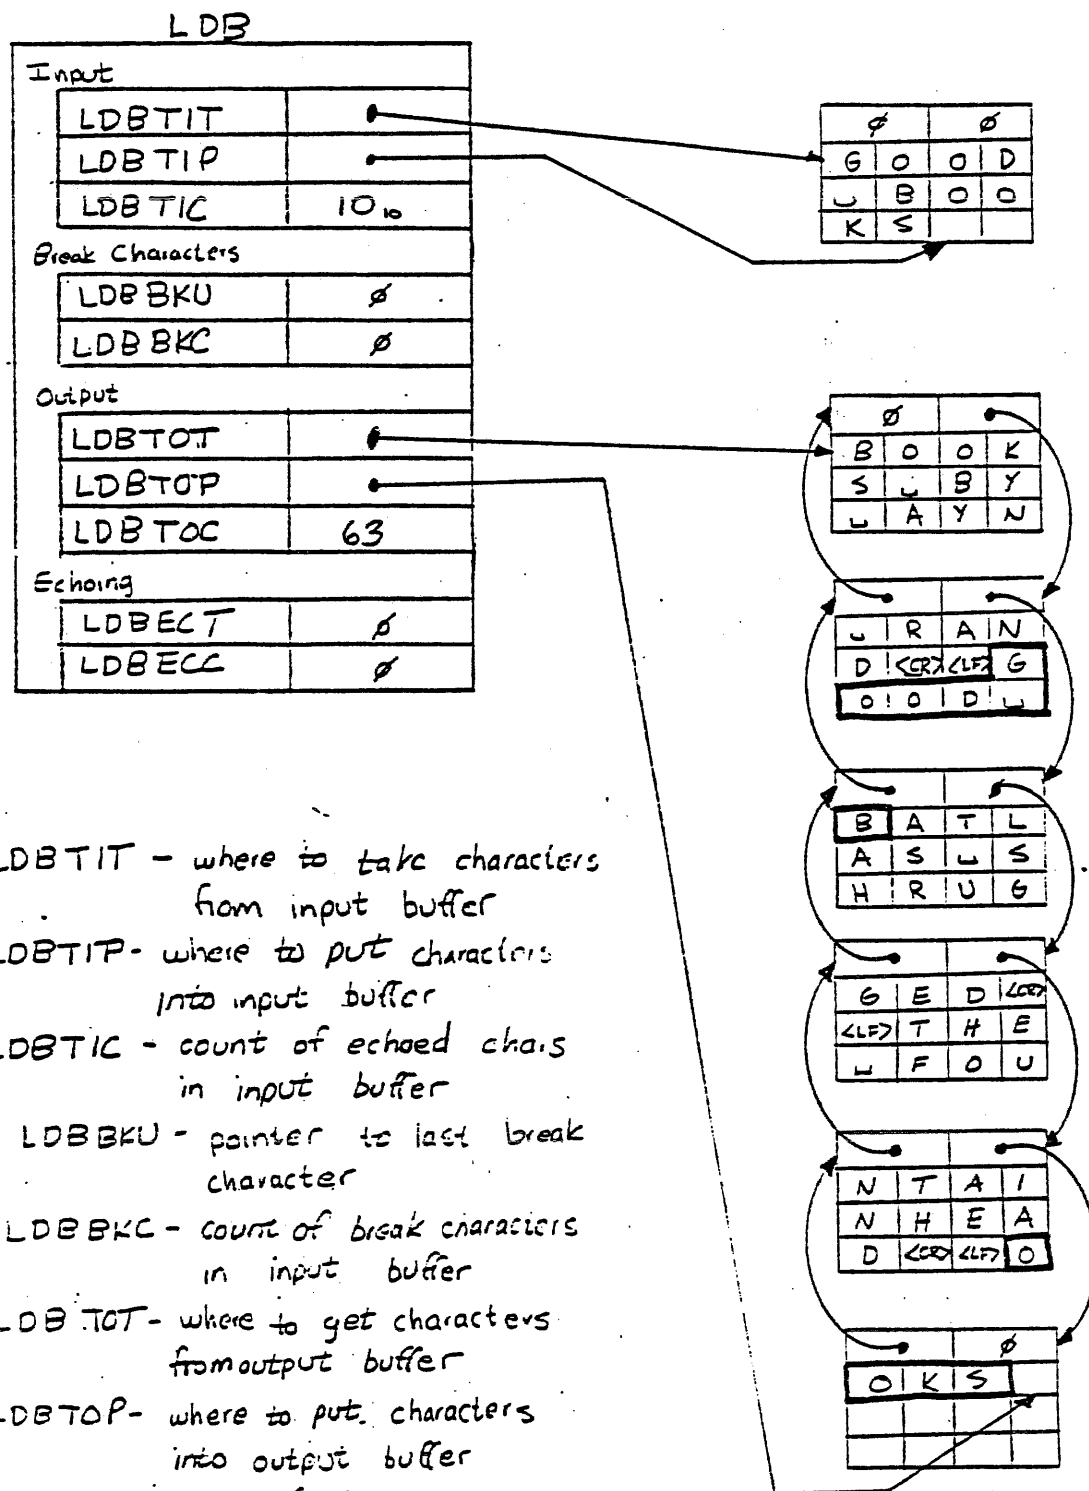 LDB
Input
LDBTIT
LDBTIP
LDBTIC 10₁₀
Break Characters
LDBBKU ∅
LDBBKC ∅
Output
LDBTOT
LDBTOP
LDBTOC 63
Echoing
LDBECT ∅
LDBECC ∅
∅ ∅
G O O D
␣ B O O
K S
∅
B O O K
S ␣ B Y
␣ A Y N
␣ R A N
D <CR> <LF> G
O O D ␣
B A T L
A S ␣ S
H R U G
G E D <CR>
<LF> T H E
␣ F O U
N T A I
N H E A
D <CR> <LF> O
∅
O K S
LDBTIT - where to take characters
from input buffer
LDBTIP- where to put characters
into input buffer
LDBTIC - count of echoed chars
in input buffer
LDBBKU - pointer to last break
character
LDBBKC - count of break characters
in input buffer
LDBTOT- where to get characters
from output buffer
LDBTOP- where to put characters
into output buffer